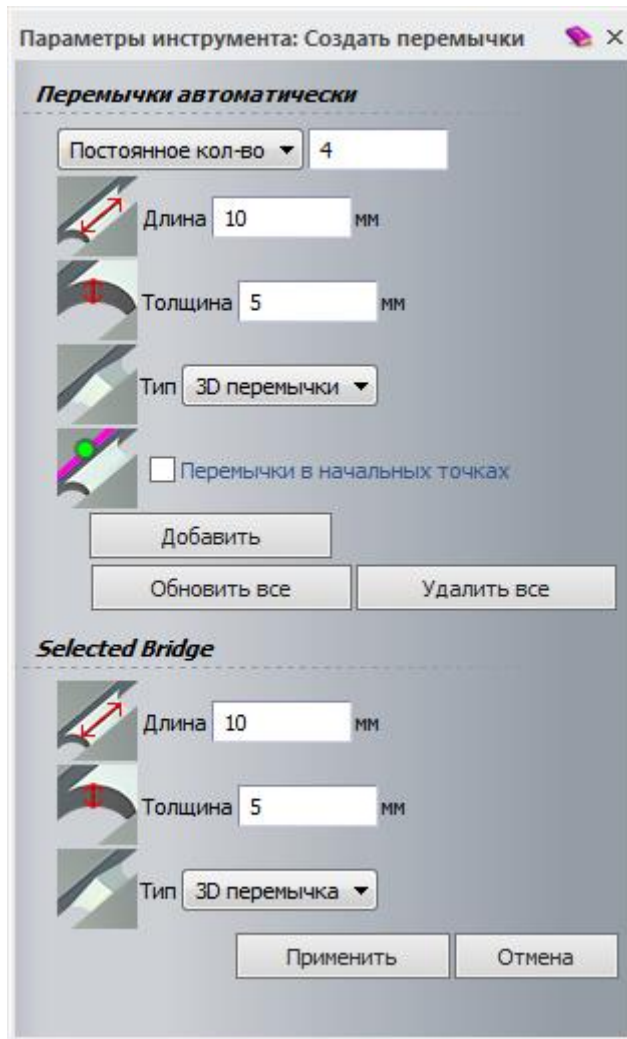 Параметры инструмента: Создать перемычки
Перемычки автоматически
Постоянное кол-во 4
Длина 10 мм
Толщина 5 мм
Тип 3D перемычки
Перемычки в начальных точках
Добавить
Обновить все Удалить все
Selected Bridge
Длина 10 мм
Толщина 5 мм
Тип 3D перемычка
Применить Отмена